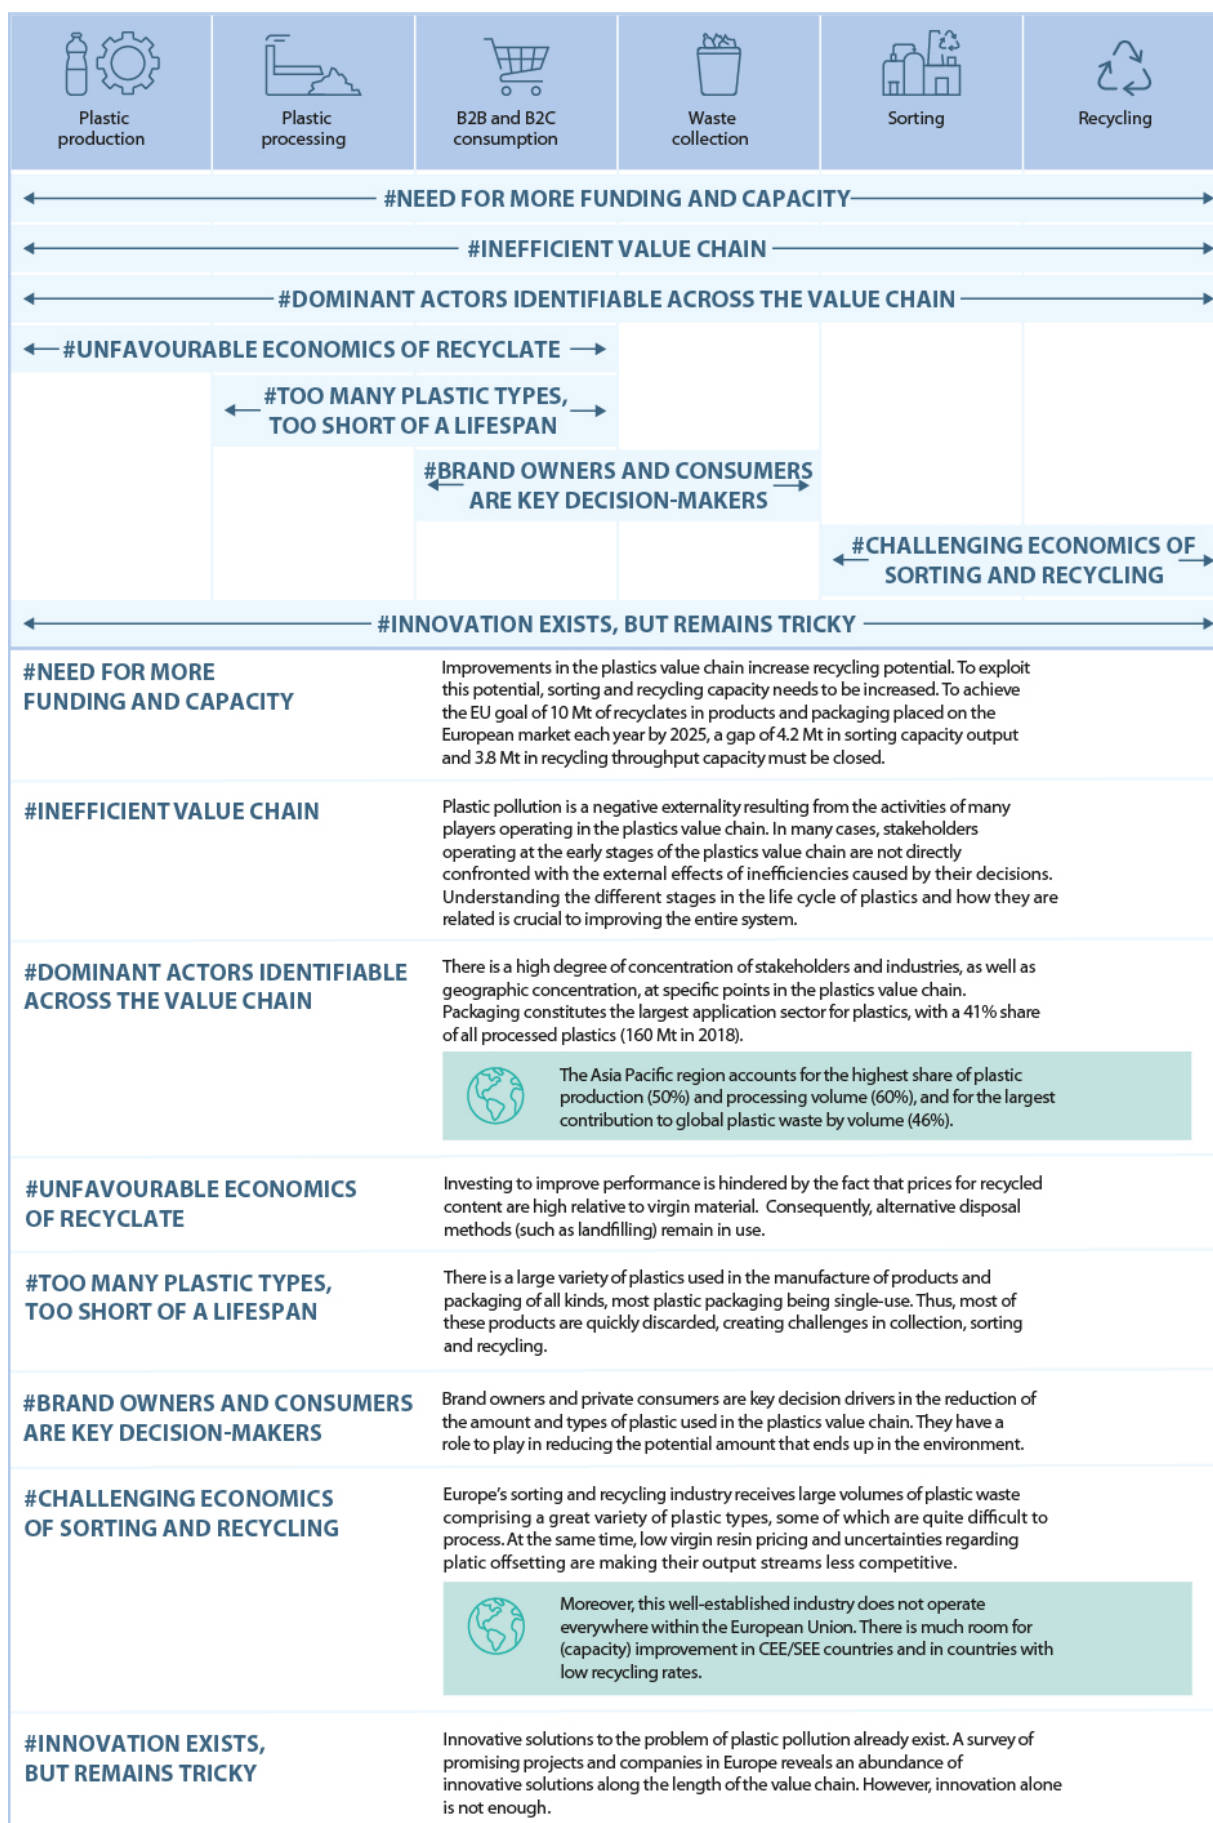 Plastic
production
Plastic
processing
B2B and B2C
consumption
Waste
collection
Sorting
Recycling
#NEED FOR MORE FUNDING AND CAPACITY
#INEFFICIENT VALUE CHAIN
#DOMINANT ACTORS IDENTIFIABLE ACROSS THE VALUE CHAIN
#UNFAVOURABLE ECONOMICS OF RECYCLATE
#TOO MANY PLASTIC TYPES,
TOO SHORT OF A LIFESPAN
#BRAND OWNERS AND CONSUMERS
ARE KEY DECISION-MAKERS
#CHALLENGING ECONOMICS OF
SORTING AND RECYCLING
#INNOVATION EXISTS, BUT REMAINS TRICKY
#NEED FOR MORE
FUNDING AND CAPACITY
Improvements in the plastics value chain increase recycling potential. To exploit
this potential, sorting and recycling capacity needs to be increased. To achieve
the EU goal of 10 Mt of recyclates in products and packaging placed on the
European market each year by 2025, a gap of 4.2 Mt in sorting capacity output
and 3.8 Mt in recycling throughput capacity must be closed.
#INEFFICIENT VALUE CHAIN
Plastic pollution is a negative externality resulting from the activities of many
players operating in the plastics value chain. In many cases, stakeholders
operating at the early stages of the plastics value chain are not directly
confronted with the external effects of inefficiencies caused by their decisions.
Understanding the different stages in the life cycle of plastics and how they are
related is crucial to improving the entire system.
#DOMINANT ACTORS IDENTIFIABLE
ACROSS THE VALUE CHAIN
There is a high degree of concentration of stakeholders and industries, as well as
geographic concentration, at specific points in the plastics value chain.
Packaging constitutes the largest application sector for plastics, with a 41% share
of all processed plastics (160 Mt in 2018).
The Asia Pacific region accounts for the highest share of plastic
production (50%) and processing volume (60%), and for the largest
contribution to global plastic waste by volume (46%).
#UNFAVOURABLE ECONOMICS
OF RECYCLATE
Investing to improve performance is hindered by the fact that prices for recycled
content are high relative to virgin material. Consequently, alternative disposal
methods (such as landfilling) remain in use.
#TOO MANY PLASTIC TYPES,
TOO SHORT OF A LIFESPAN
There is a large variety of plastics used in the manufacture of products and
packaging of all kinds, most plastic packaging being single-use. Thus, most of
these products are quickly discarded, creating challenges in collection, sorting
and recycling.
#BRAND OWNERS AND CONSUMERS
ARE KEY DECISION-MAKERS
Brand owners and private consumers are key decision drivers in the reduction of
the amount and types of plastic used in the plastics value chain. They have a
role to play in reducing the potential amount that ends up in the environment.
#CHALLENGING ECONOMICS
OF SORTING AND RECYCLING
Europe's sorting and recycling industry receives large volumes of plastic waste
comprising a great variety of plastic types, some of which are quite difficult to
process. At the same time, low virgin resin pricing and uncertainties regarding
platic offsetting are making their output streams less competitive.
Moreover, this well-established industry does not operate
everywhere within the European Union. There is much room for
(capacity) improvement in CEE/SEE countries and in countries with
low recycling rates.
#INNOVATION EXISTS,
BUT REMAINS TRICKY
Innovative solutions to the problem of plastic pollution already exist. A survey of
promising projects and companies in Europe reveals an abundance of
innovative solutions along the length of the value chain. However, innovation alone
is not enough.